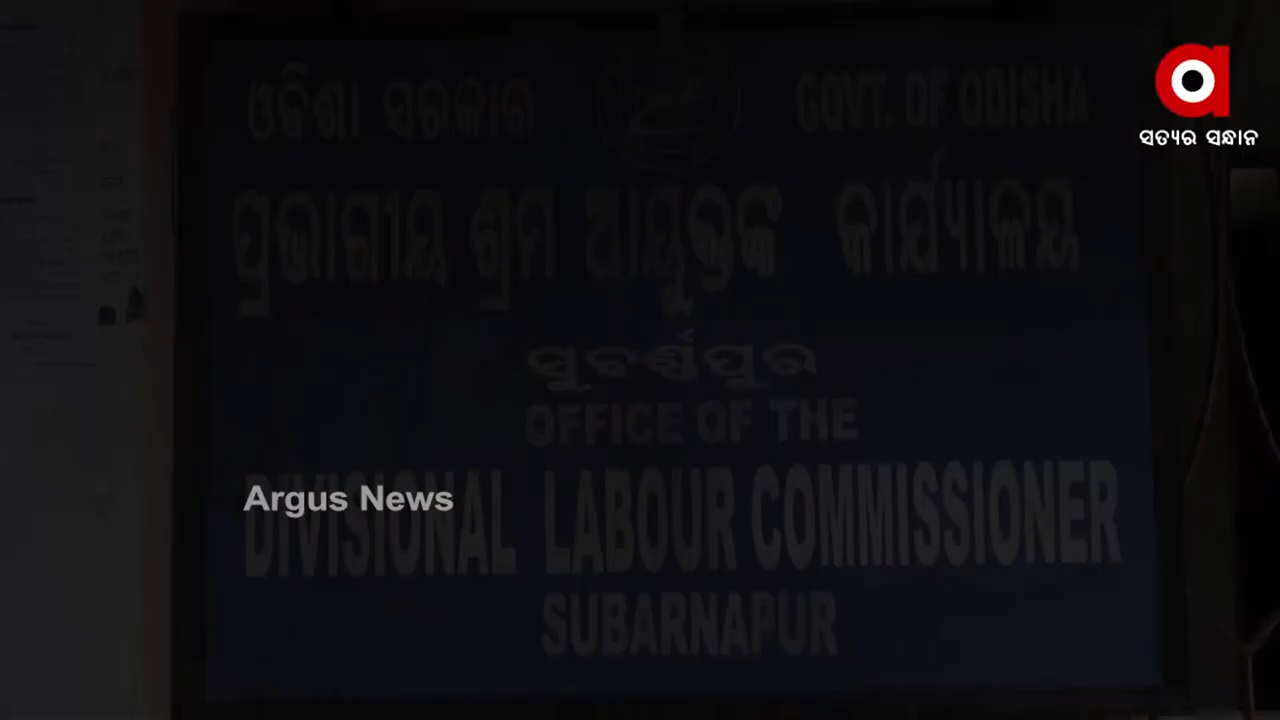 ଓଡିଶା ସରକାର GOVT. OF ODISHA
ସତ୍ୟର ସନ୍ଧାନ
ପ୍ରଭାଗୀୟ ଶ୍ରମ ଆୟୁକ୍ତଙ୍କ କାର୍ଯ୍ୟାଳୟ
ସୁବର୍ଣ୍ଣପୁର
OFFICE OF THE
Argus News
DIVISIONAL LABOUR COMMISSIONER
SUBARNAPUR